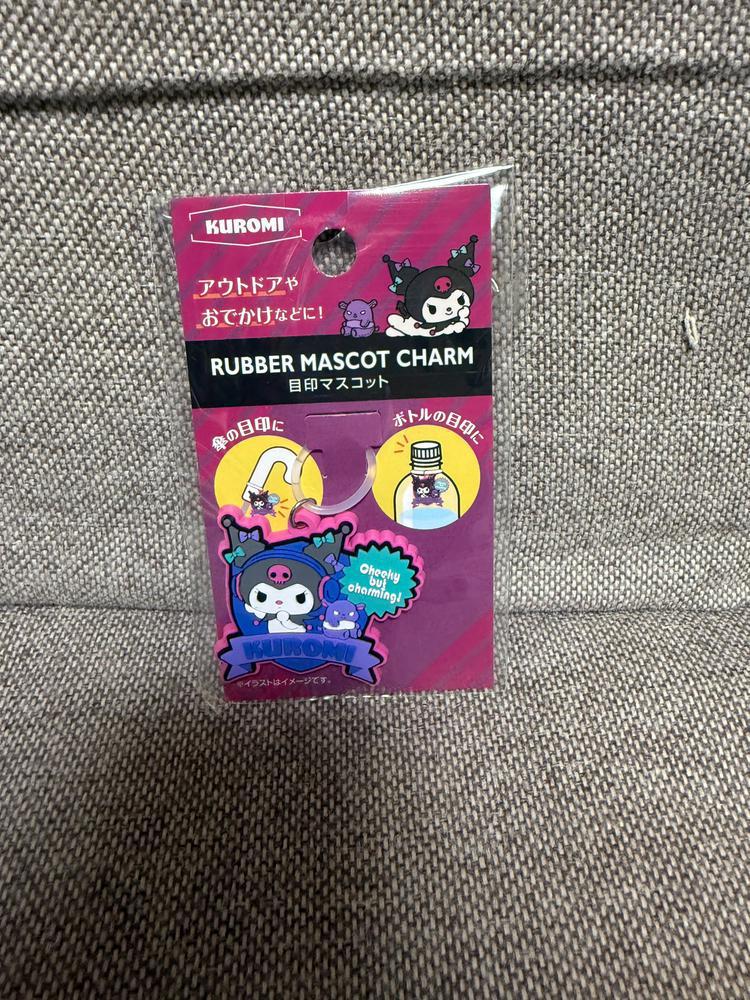 KUROMI
アウトドアや
おでかけなどに！
RUBBER MASCOT CHARM
目印マスコット
傘の目印に
ボトルの目印に
Cheeky
but
charming!
KUROMI
※イラストはイメージです。